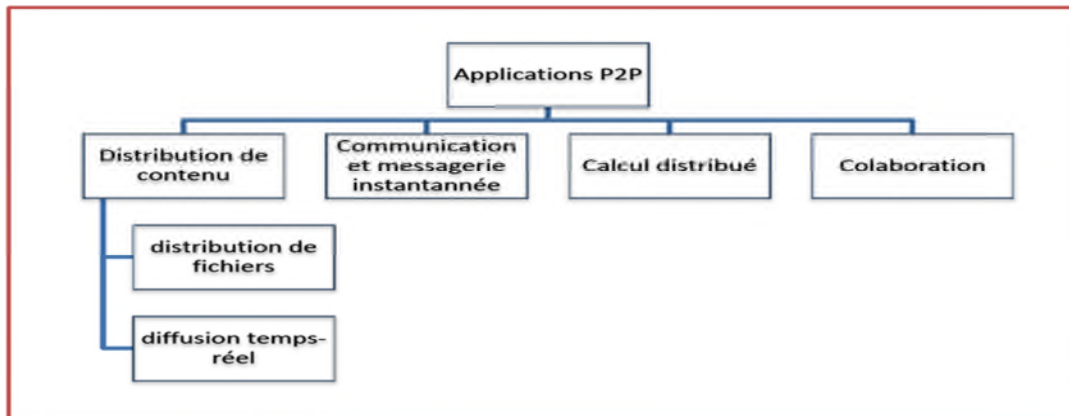 Applications P2P
Distribution de
contenu
Communication
et messagerie
instantannée
Calcul distribué
Colaboration
distribution de
fichiers
diffusion temps-
réel